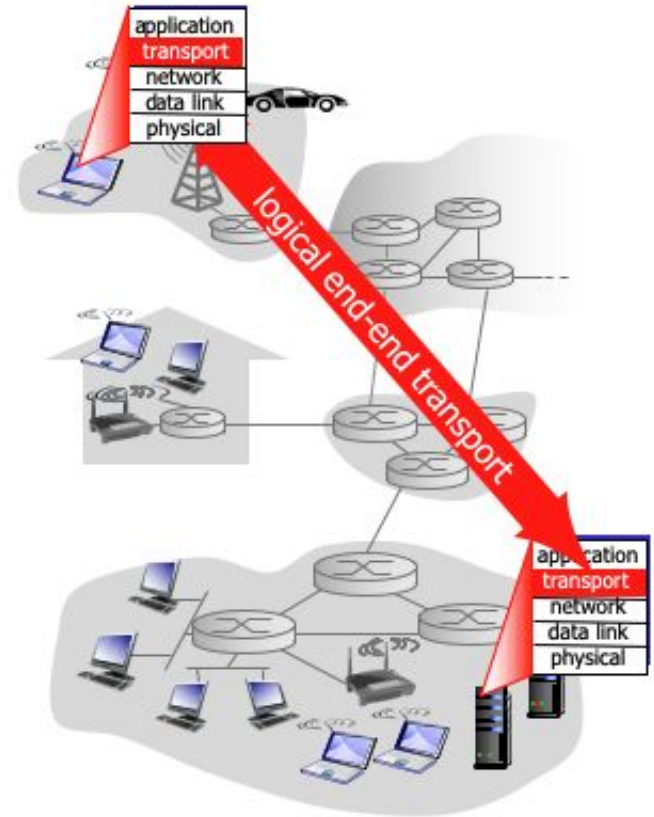 application
transport
network
data link
physical
logical end-end transport
application
transport
network
data link
physical